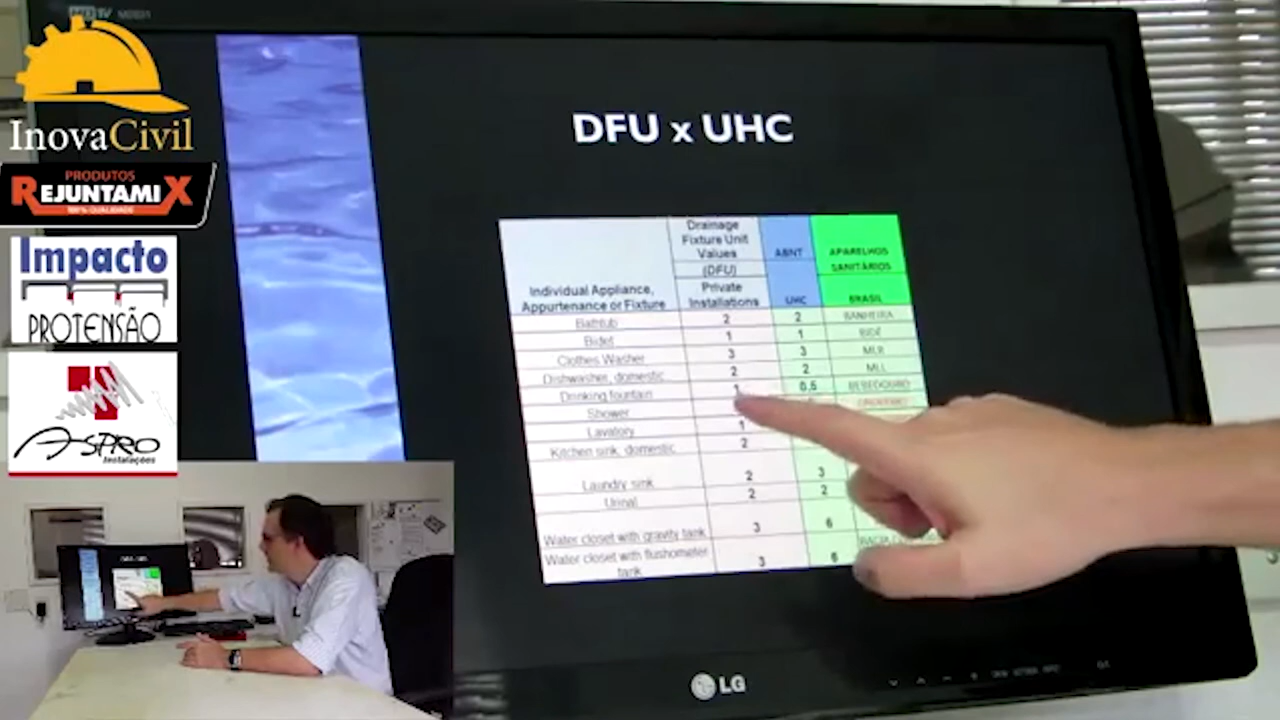 InovaCivil
PRODUTOS
REJUNTAMIX
100% QUALIDADE
Impacto
PROTENSÃO
ASPRO
Instalações
DFU x UHC
Individual Appliance,
Appurtenance or Fixture
Drainage
Fixture Unit
Values
(DFU)
Private
Installations
ABNT
UHC
APARELHOS
SANITÁRIOS
BRASIL
Bathtub 2 2 BANHEIRA
Bidet 1 1 BIDÊ
Clothes Washer 3 3 MLR
Dishwasher, domestic 2 2 MLL
Drinking fountain 1 0,5 BEBEDOURO
Shower
Lavatory 1
Kitchen sink, domestic 2
Laundry sink 2 3
Urinal 2 2
Water closet with gravity tank 3 6
Water closet with flushometer
tank 3 6
LG